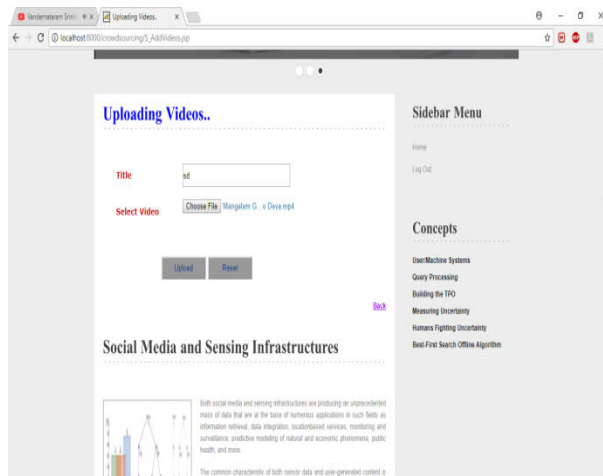 Uploading Videos.
localhost:8000/crowdsourcing/S_AddVideos.jsp
Uploading Videos..
Title
sd
Select Video
Choose File Mangalam G...o Deva.mp4
Upload Reset
Back
Social Media and Sensing Infrastructures
Both social media and sensing infrastructures are producing an unprecedented
mass of data that are at the base of numerous applications in such fields as
information retrieval, data integration, locationbased services, monitoring and
surveillance, predictive modeling of natural and economic phenomena, public
health, and more.
The common characteristic of both sensor data and user-generated content is
Sidebar Menu
Home
Log Out
Concepts
User/Machine Systems
Query Processing
Building the TPO
Measuring Uncertainty
Humans Fighting Uncertainty
Best-First Search Offline Algorithm